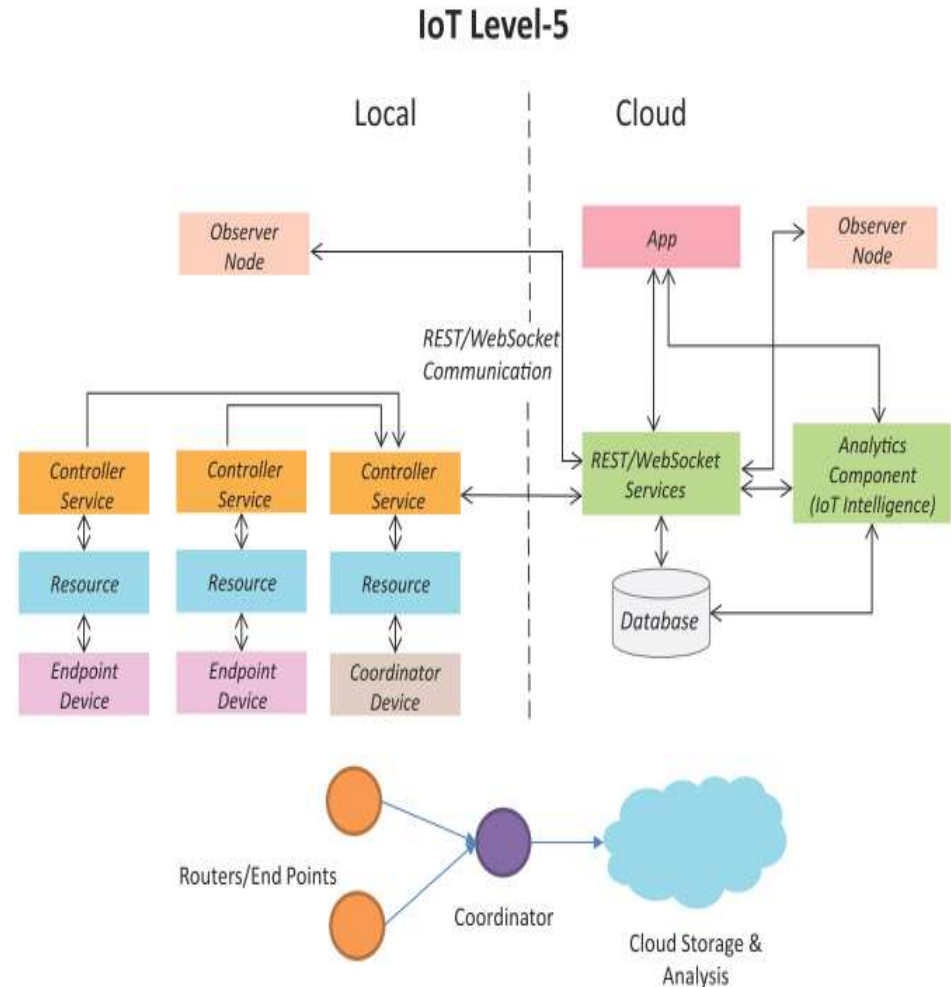 IoT Level-5
Local
Cloud
Observer
Node
App
Observer
Node
REST/WebSocket
Communication
Controller
Service
Controller
Service
Controller
Service
REST/WebSocket
Services
Analytics
Component
(IoT Intelligence)
Resource
Resource
Resource
Database
Endpoint
Device
Endpoint
Device
Coordinator
Device
Routers/End Points
Coordinator
Cloud Storage &
Analysis